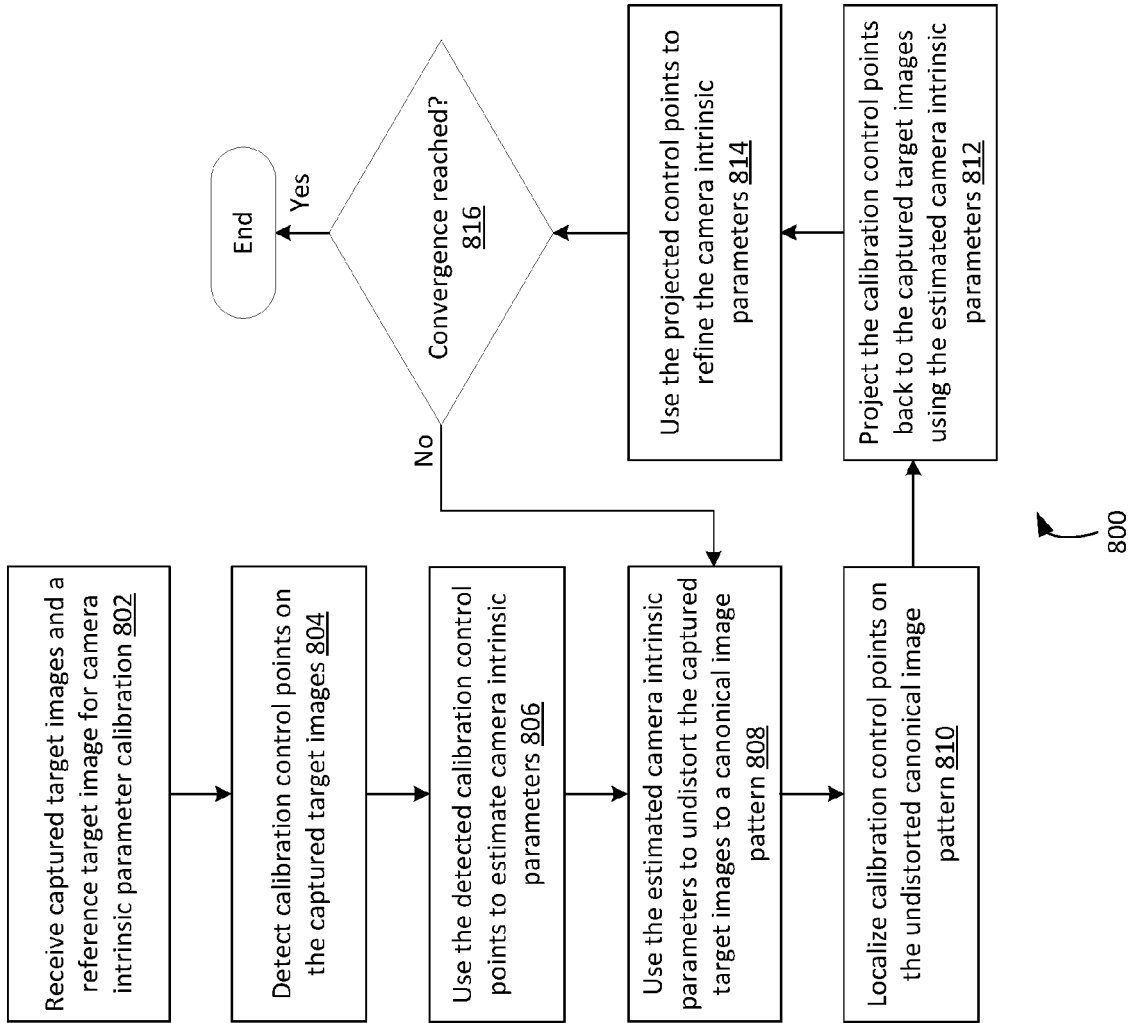 Receive captured target images and a
reference target image for camera
intrinsic parameter calibration 802
Detect calibration control points on
the captured target images 804
Use the detected calibration control
points to estimate camera intrinsic
parameters 806
Use the estimated camera intrinsic
parameters to undistort the captured
target images to a canonical image
pattern 808
Localize calibration control points on
the undistorted canonical image
pattern 810
Project the calibration control points
back to the captured target images
using the estimated camera intrinsic
parameters 812
Use the projected control points to
refine the camera intrinsic
parameters 814
Convergence reached?
816
No
Yes
End
800